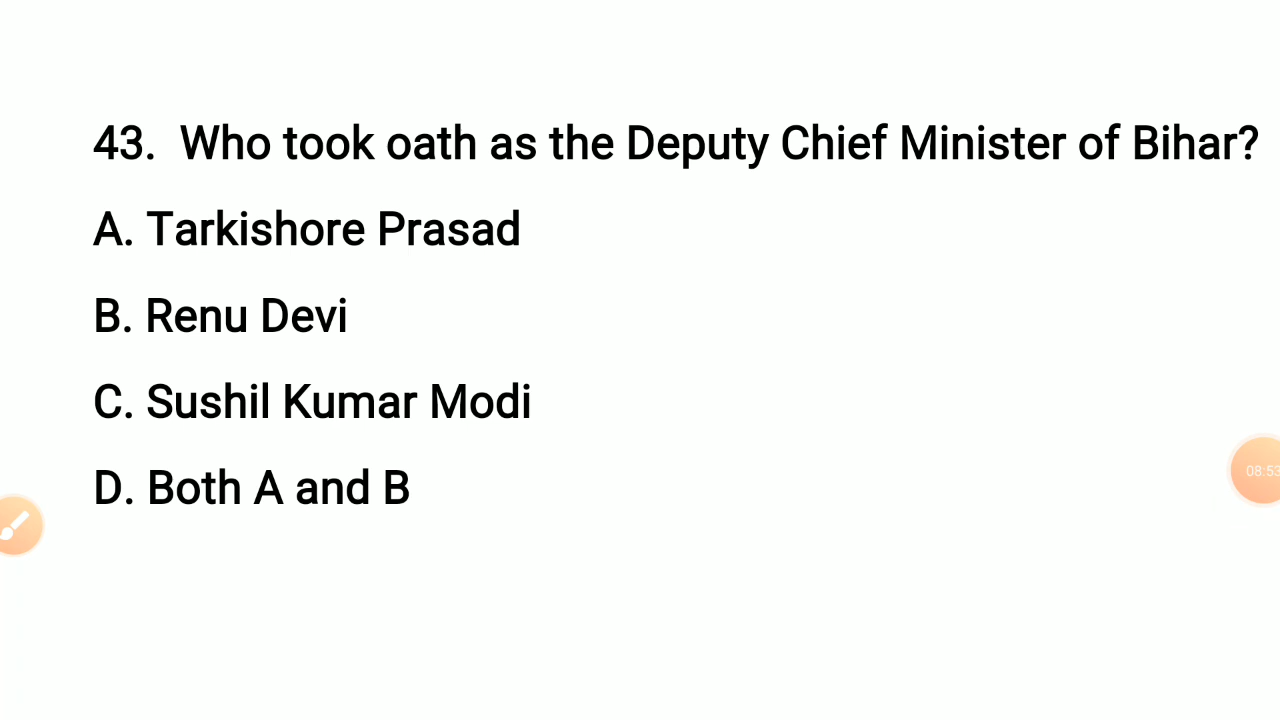 43. Who took oath as the Deputy Chief Minister of Bihar?
A. Tarkishore Prasad
B. Renu Devi
C. Sushil Kumar Modi
D. Both A and B
08:53